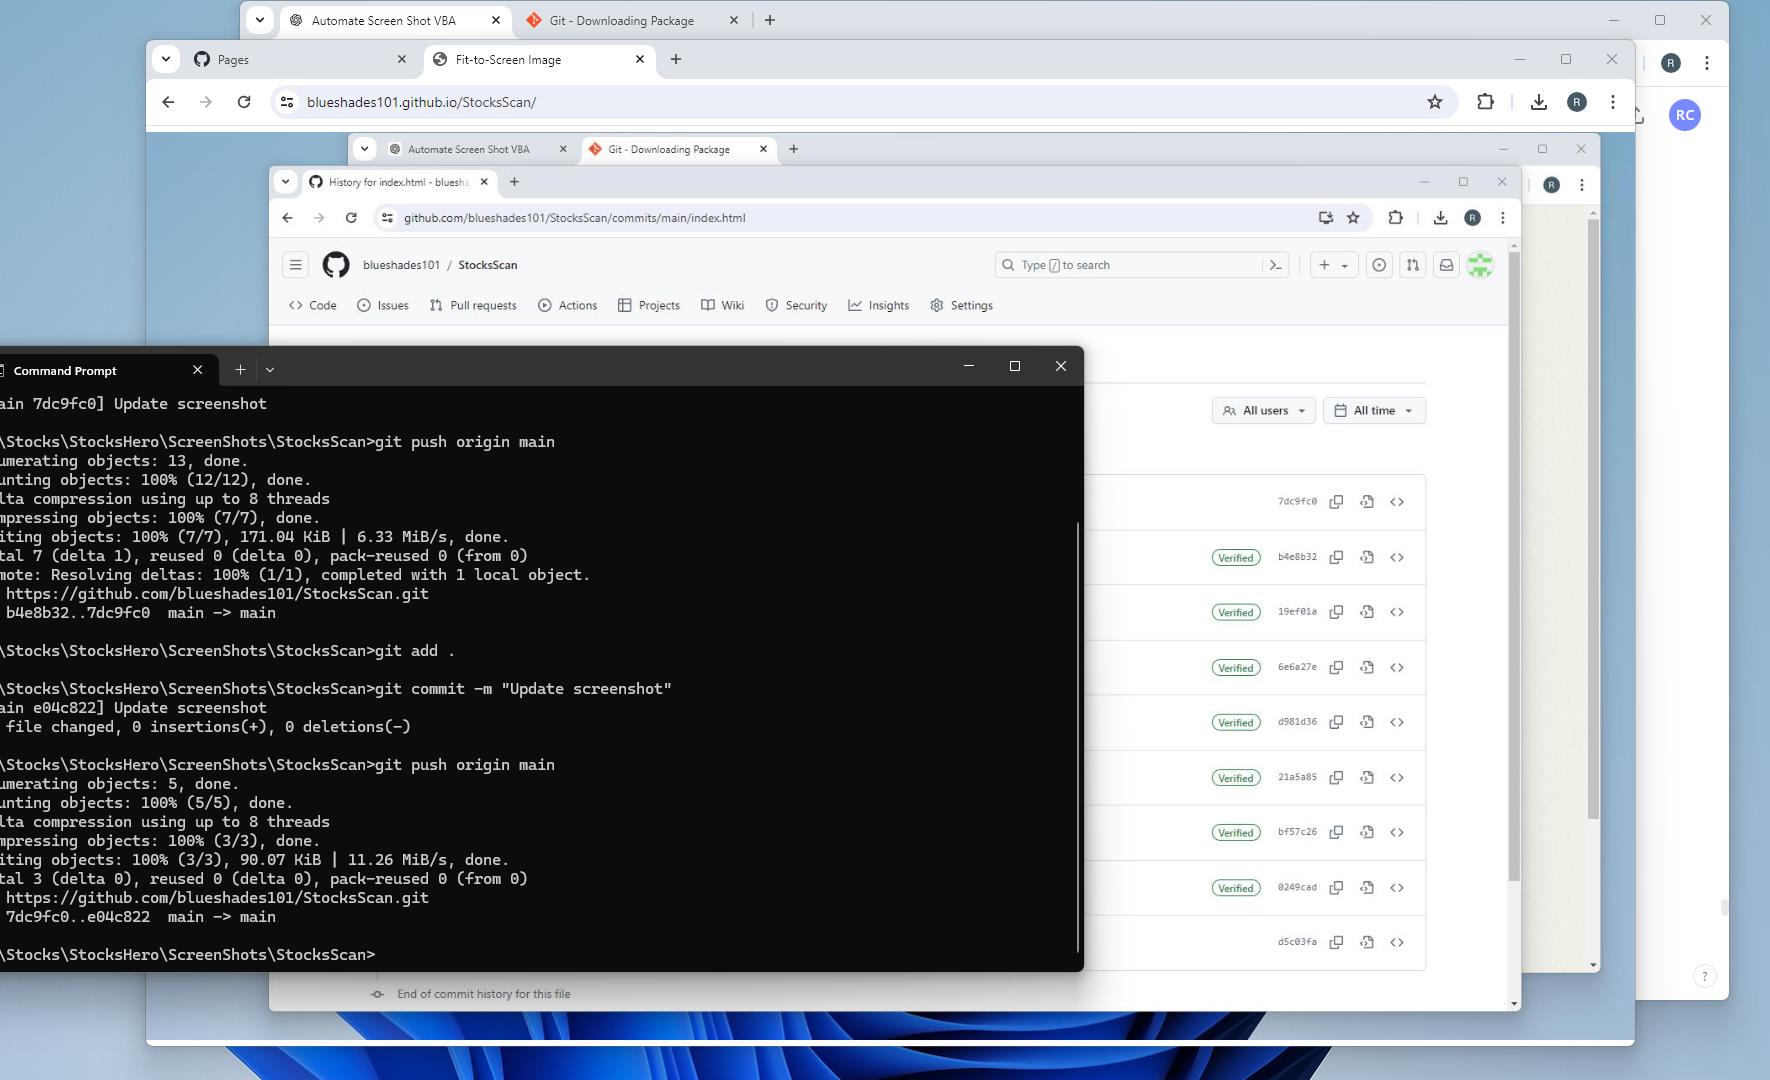 Automate Screen Shot VBA
Git - Downloading Package
Pages
Fit-to-Screen Image
R
blueshades101.github.io/StocksScan/
R
RC
Automate Screen Shot VBA
Git - Downloading Package
History for index.html - bluesha
R
github.com/blueshades101/StocksScan/commits/main/index.html
R
blueshades101 / StocksScan
Type / to search
Code Issues Pull requests Actions Projects Wiki Security Insights Settings
Command Prompt
ain 7dc9fc0] Update screenshot
\Stocks\StocksHero\ScreenShots\StocksScan>git push origin main
umerating objects: 13, done.
unting objects: 100% (12/12), done.
lta compression using up to 8 threads
mpressing objects: 100% (7/7), done.
iting objects: 100% (7/7), 171.04 KiB | 6.33 MiB/s, done.
tal 7 (delta 1), reused 0 (delta 0), pack-reused 0 (from 0)
mote: Resolving deltas: 100% (1/1), completed with 1 local object.
https://github.com/blueshades101/StocksScan.git
b4e8b32..7dc9fc0  main -> main
\Stocks\StocksHero\ScreenShots\StocksScan>git add .
\Stocks\StocksHero\ScreenShots\StocksScan>git commit -m "Update screenshot"
ain e04c822] Update screenshot
file changed, 0 insertions(+), 0 deletions(-)
\Stocks\StocksHero\ScreenShots\StocksScan>git push origin main
umerating objects: 5, done.
unting objects: 100% (5/5), done.
lta compression using up to 8 threads
mpressing objects: 100% (3/3), done.
iting objects: 100% (3/3), 90.07 KiB | 11.26 MiB/s, done.
tal 3 (delta 0), reused 0 (delta 0), pack-reused 0 (from 0)
https://github.com/blueshades101/StocksScan.git
7dc9fc0..e04c822  main -> main
\Stocks\StocksHero\ScreenShots\StocksScan>
All users All time
7dc9fc0
Verified b4e8b32
Verified 19ef01a
Verified 6e6a27e
Verified d981d36
Verified 21a5a85
Verified bf57c26
Verified 0249cad
d5c03fa
?
End of commit history for this file